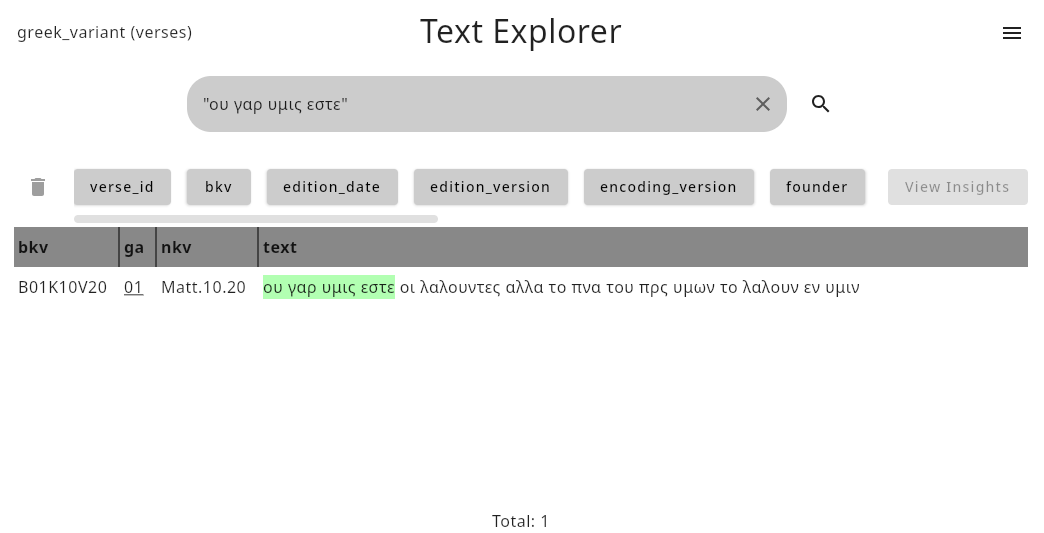 greek_variant (verses)
Text Explorer
"ου γαρ υμις εστε"
verse_id bkv edition_date edition_version encoding_version founder View Insights
bkv ga nkv text
B01K10V20 01 Matt.10.20 ου γαρ υμις εστε οι λαλουντες αλλα το πνα του πρς υμων το λαλουν εν υμιν
Total: 1